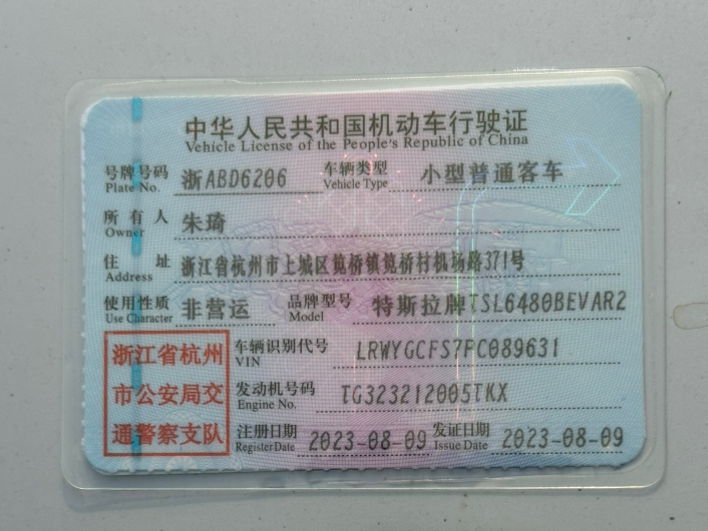 中华人民共和国机动车行驶证
Vehicle License of the People's Republic of China
号牌号码 浙ABD6206 车辆类型 小型普通客车
Plate No. Vehicle Type
所有人 朱琦
Owner
住址 浙江省杭州市上城区笕桥镇笕桥村机场路371号
Address
使用性质 非营运 品牌型号 特斯拉牌TSL6480BEVAR2
Use Character Model
浙江省杭州 车辆识别代号 LRWYGCFS7PC089631
VIN
市公安局交 发动机号码 TG323212005TKX
Engine No.
通警察支队 注册日期 2023-08-09 发证日期 2023-08-09
Register Date Issue Date